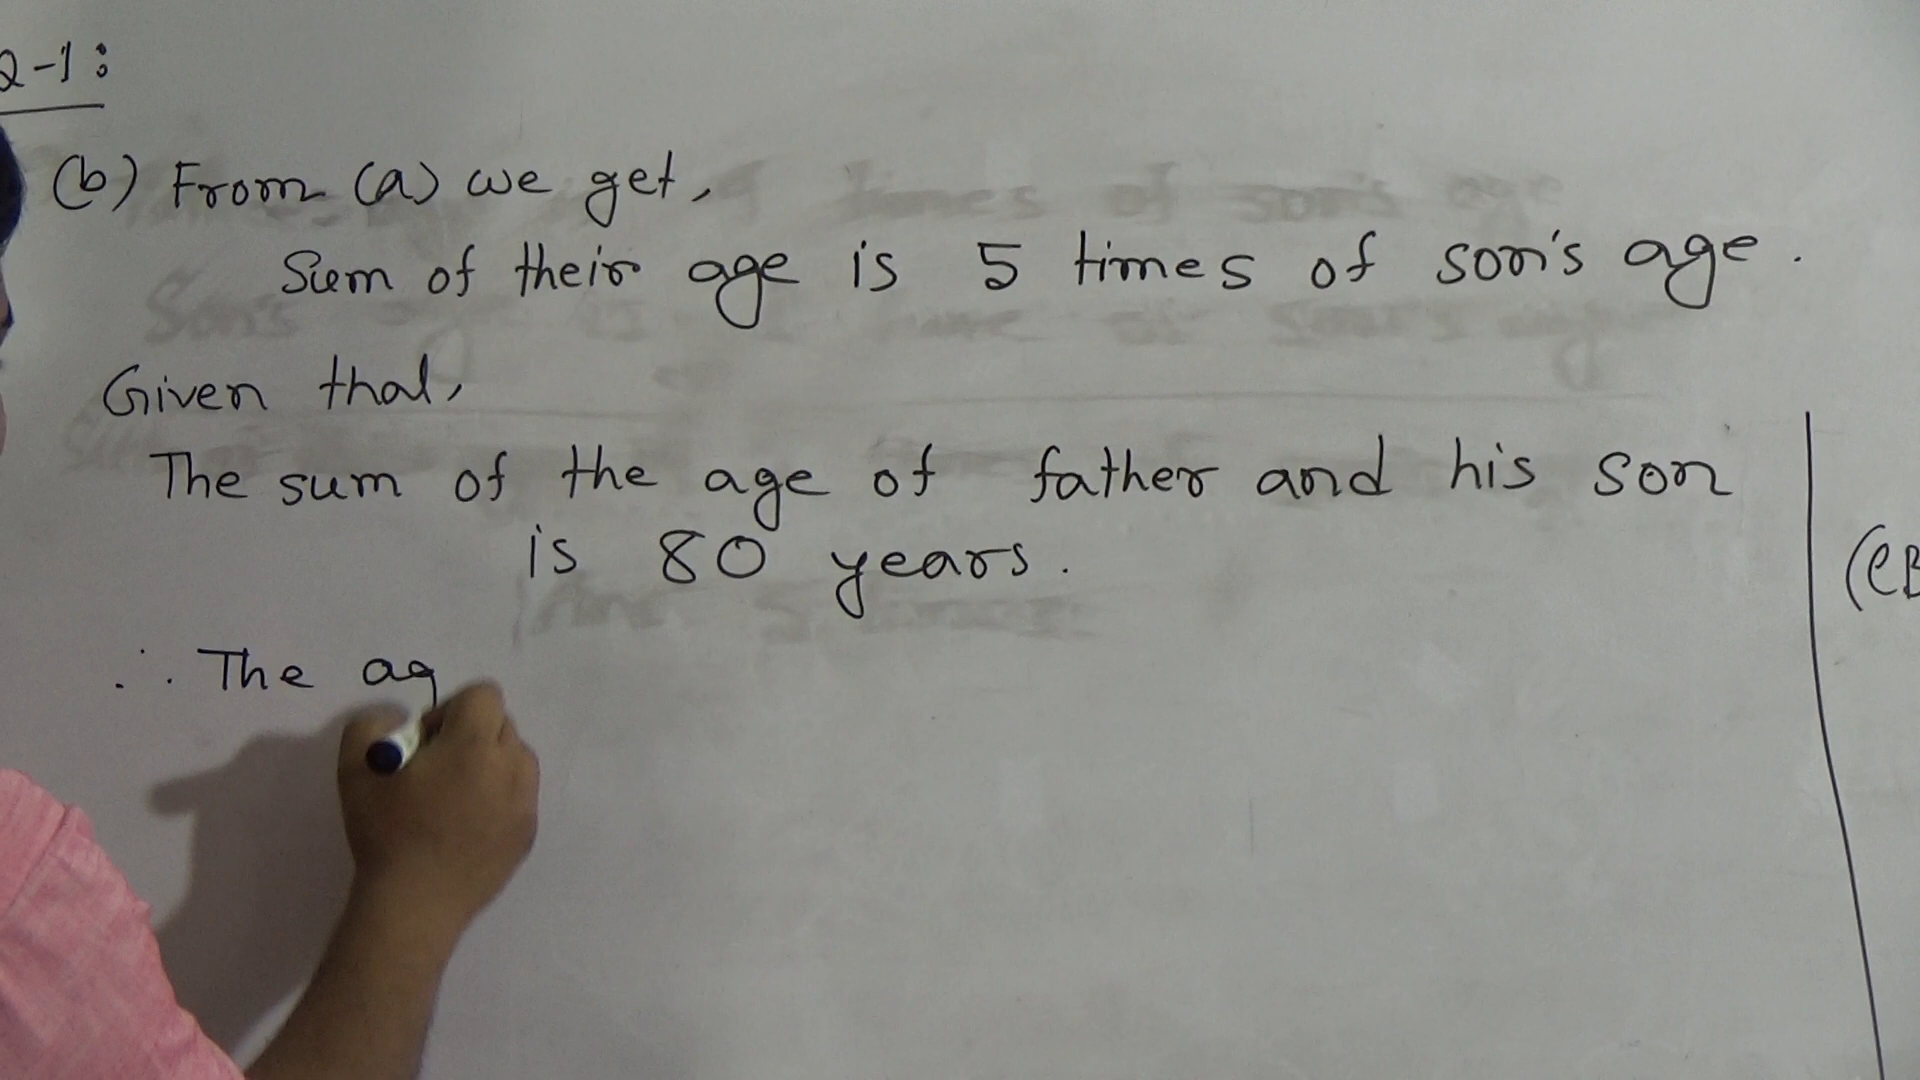 2-1:
(b) From (a) we get,
Sum of their age is 5 times of son's age.
Given that,
The sum of the age of father and his son
is 80 years.
∴ The ag